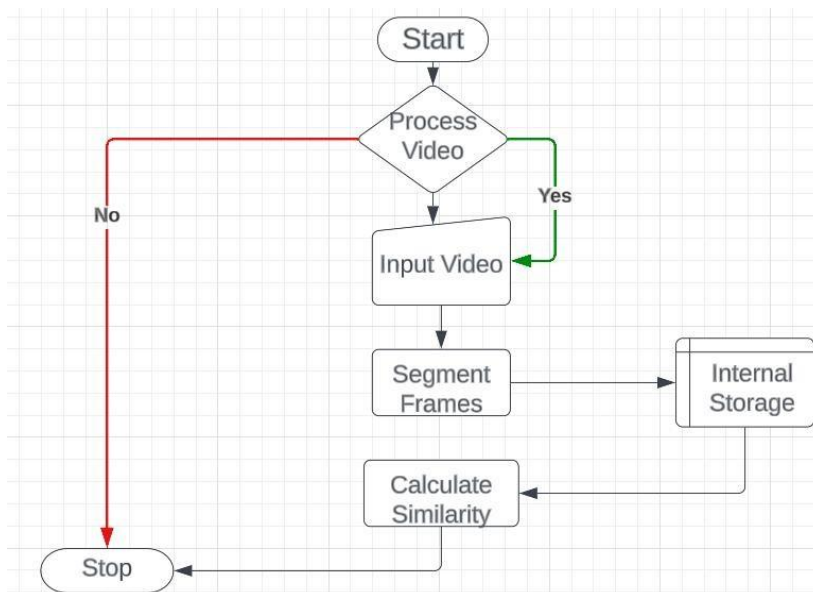 Start
Process
Video
No
Yes
Input Video
Segment
Frames
Internal
Storage
Calculate
Similarity
Stop